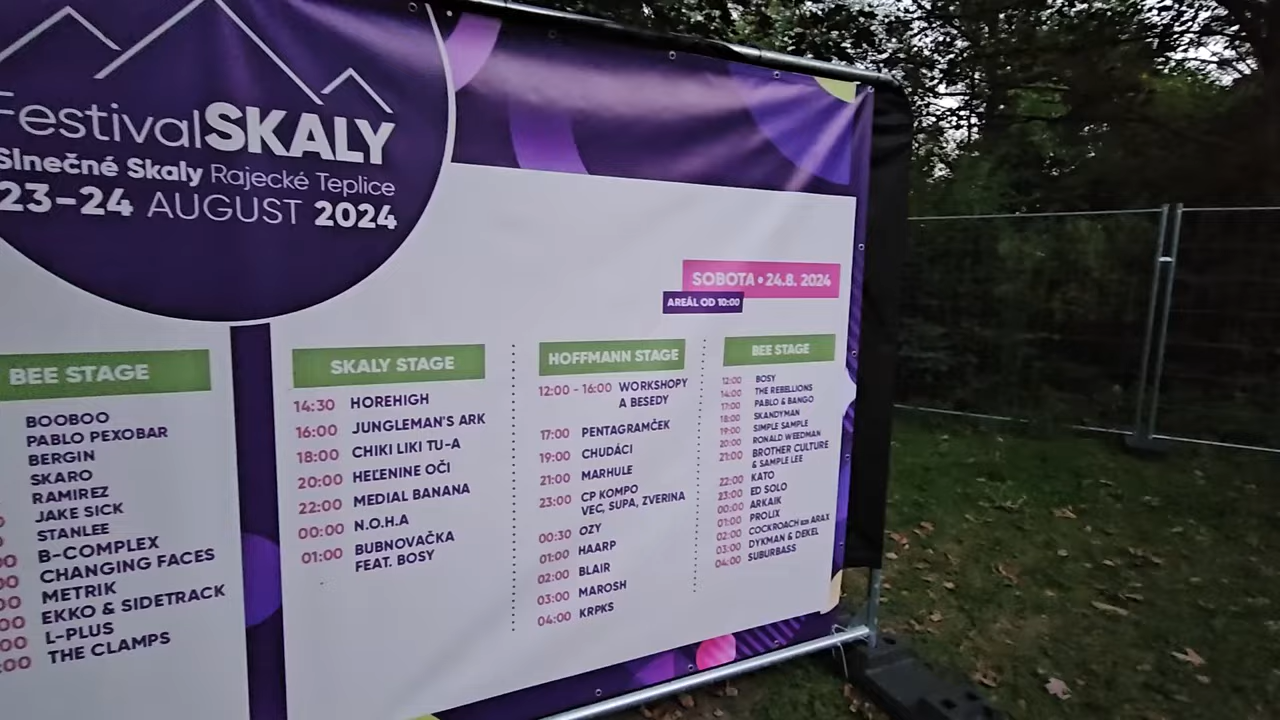 FestivalSKALY
Slnečné Skaly Rajecké Teplice
23-24 AUGUST 2024
SOBOTA • 24.8. 2024
AREÁL OD 10:00
BEE STAGE
BOOBOO
PABLO PEXOBAR
BERGIN
SKARO
RAMIREZ
JAKE SICK
STANLEE
B-COMPLEX
CHANGING FACES
METRIK
EKKO & SIDETRACK
L-PLUS
:00 THE CLAMPS
SKALY STAGE
14:30 HOREHIGH
16:00 JUNGLEMAN'S ARK
18:00 CHIKI LIKI TU-A
20:00 HEĽENINE OČI
22:00 MEDIAL BANANA
00:00 N.O.H.A
01:00 BUBNOVAČKA
FEAT. BOSY
HOFFMANN STAGE
12:00 - 16:00 WORKSHOPY
A BESEDY
17:00 PENTAGRAMČEK
19:00 CHUDÁCI
21:00 MARHULE
23:00 CP KOMPO
VEC, SUPA, ZVERINA
00:30 OZY
01:00 HAARP
02:00 BLAIR
03:00 MAROSH
04:00 KRPKS
BEE STAGE
12:00 BOSY
14:00 THE REBELLIONS
17:00 PABLO & BANGO
18:00 SKANDYMAN
19:00 SIMPLE SAMPLE
20:00 RONALD WEEDMAN
21:00 BROTHER CULTURE
& SAMPLE LEE
22:00 KATO
23:00 ED SOLO
00:00 ARKAIK
01:00 PROLIX
02:00 COCKROACH B2B ARAX
03:00 DYKMAN & DEKEL
04:00 SUBURBASS